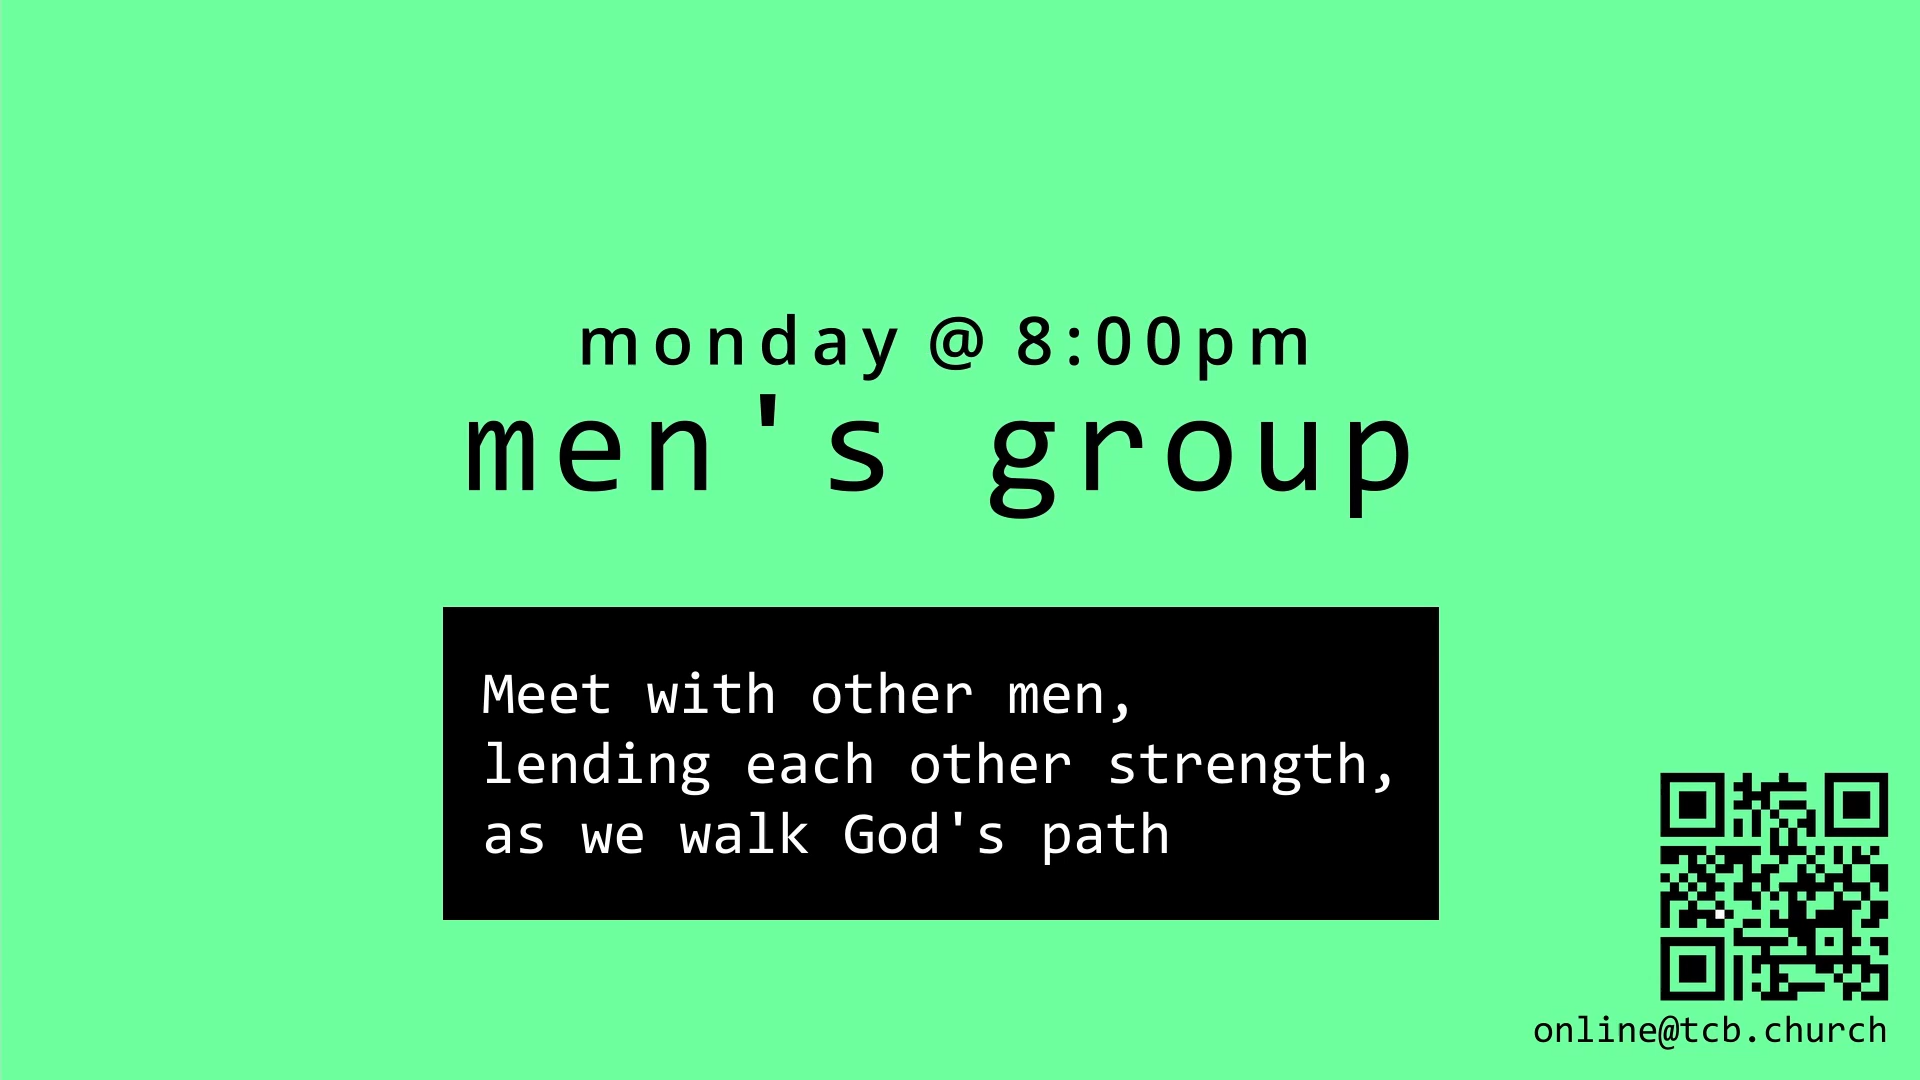 monday @ 8:00pm
men's group
Meet with other men,
lending each other strength,
as we walk God's path
online@tcb.church